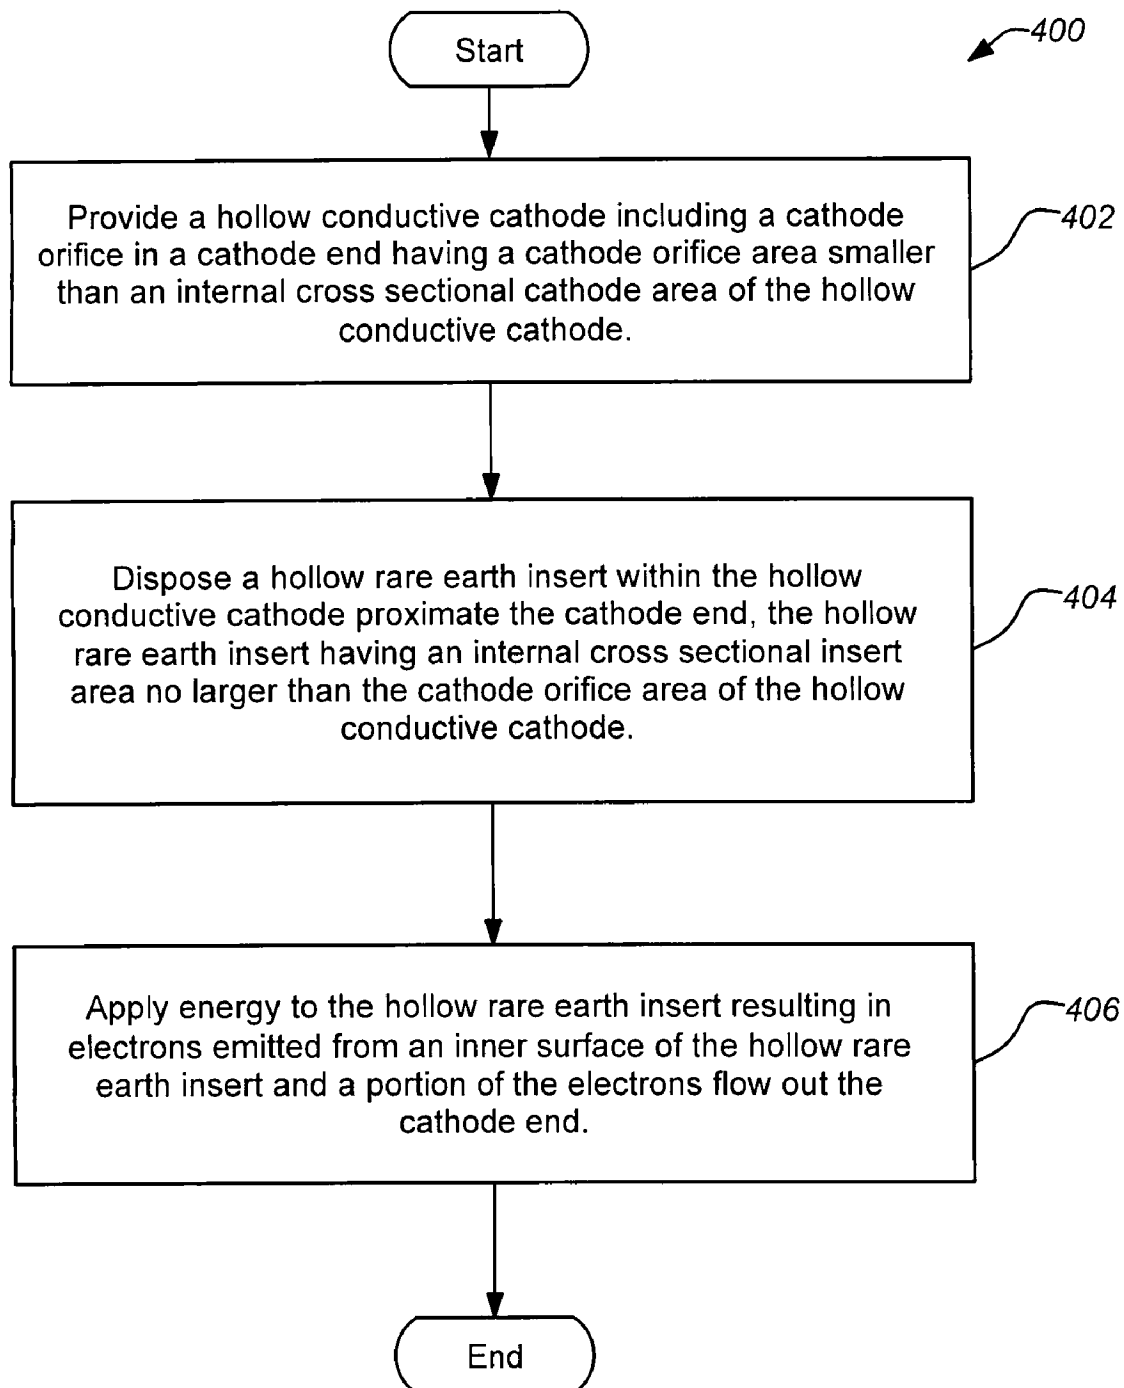 Start
400
Provide a hollow conductive cathode including a cathode
orifice in a cathode end having a cathode orifice area smaller
than an internal cross sectional cathode area of the hollow
conductive cathode.
402
Dispose a hollow rare earth insert within the hollow
conductive cathode proximate the cathode end, the hollow
rare earth insert having an internal cross sectional insert
area no larger than the cathode orifice area of the hollow
conductive cathode.
404
Apply energy to the hollow rare earth insert resulting in
electrons emitted from an inner surface of the hollow rare
earth insert and a portion of the electrons flow out the
cathode end.
406
End